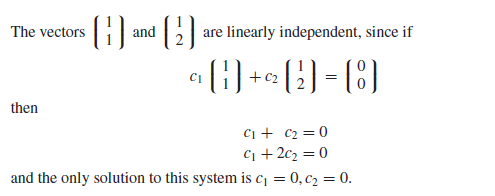 The vectors (1 1) and (1 2) are linearly independent, since if
c₁ (1 1) + c₂ (1 2) = (0 0)
then
c₁ + c₂ = 0
c₁ + 2c₂ = 0
and the only solution to this system is c₁ = 0, c₂ = 0.